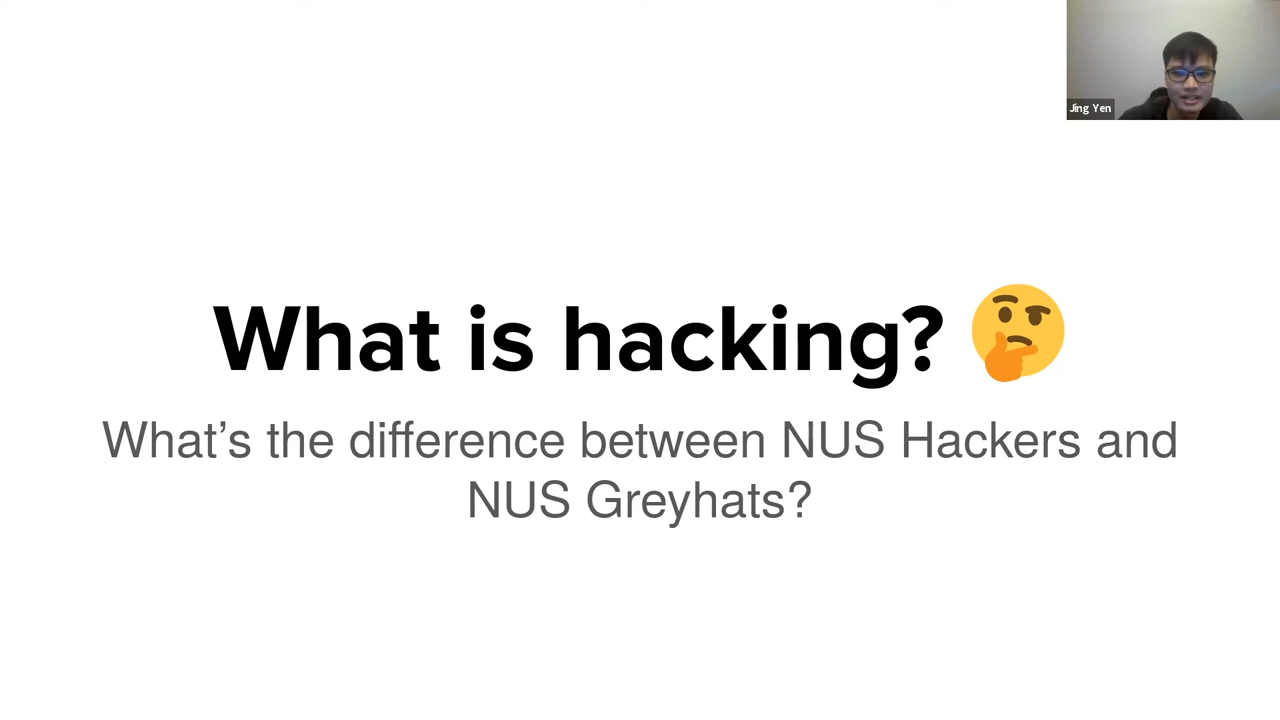 Jing Yen
What is hacking? 🤔
What’s the difference between NUS Hackers and
NUS Greyhats?